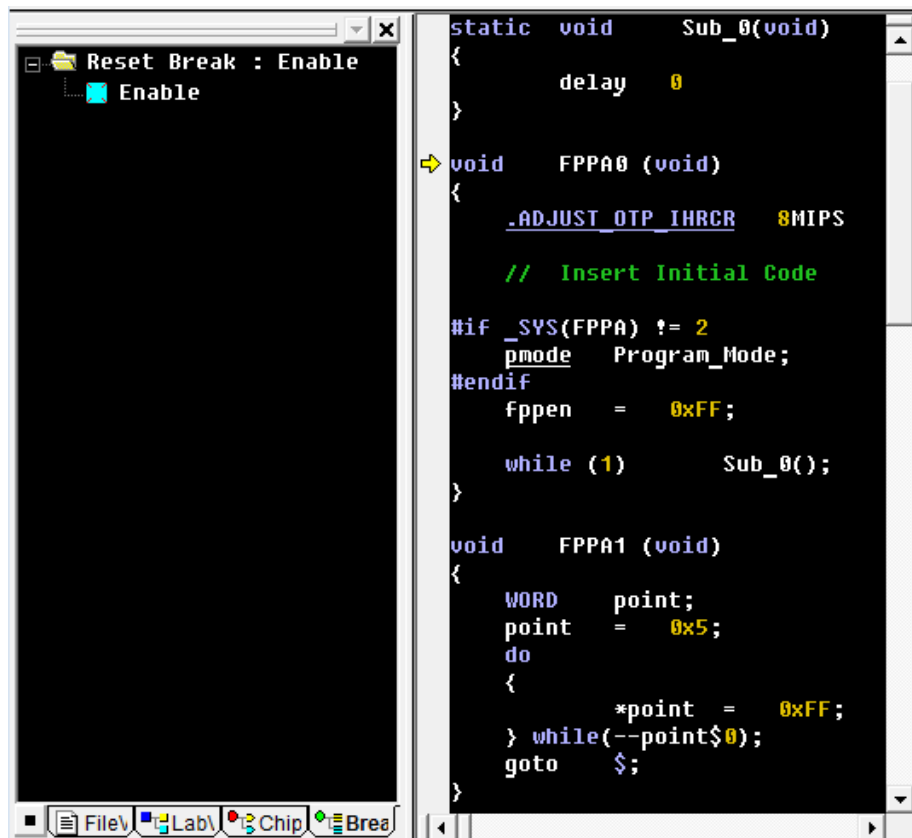 Reset Break : Enable
Enable
static void Sub_0(void)
{
delay 0
}
void FPPA0 (void)
{
.ADJUST_OTP_IHRCR 8MIPS
// Insert Initial Code
#if _SYS(FPPA) != 2
pmode Program_Mode;
#endif
fppen = 0xFF;
while (1) Sub_0();
}
void FPPA1 (void)
{
WORD point;
point = 0x5;
do
{
*point = 0xFF;
} while(--point$0);
goto $;
}
FileV Lab\ Chip Brea